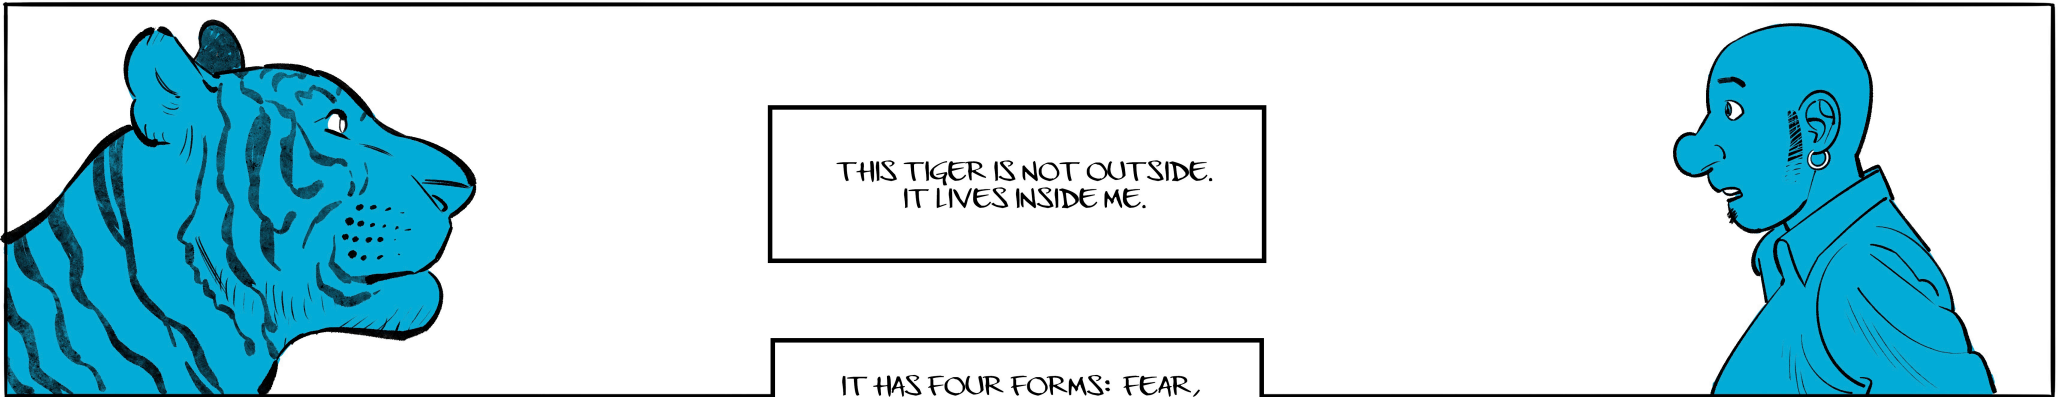 THIS TIGER IS NOT OUTSIDE.
IT LIVES INSIDE ME.
IT HAS FOUR FORMS: FEAR,